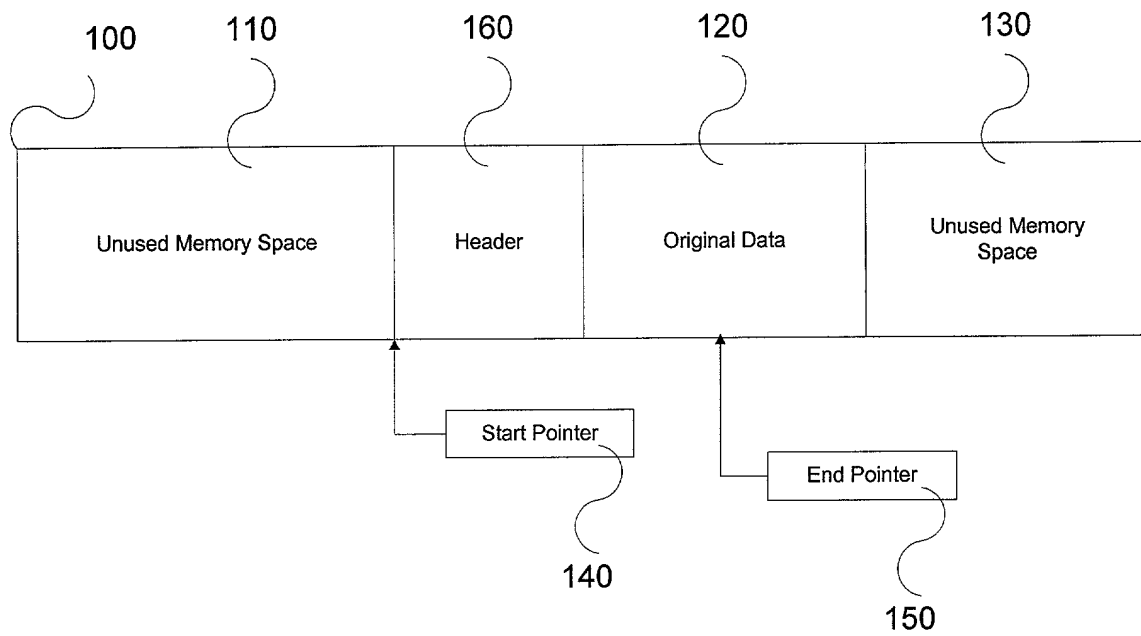 100
110
160
120
130
Unused Memory Space
Header
Original Data
Unused Memory
Space
Start Pointer
End Pointer
140
150